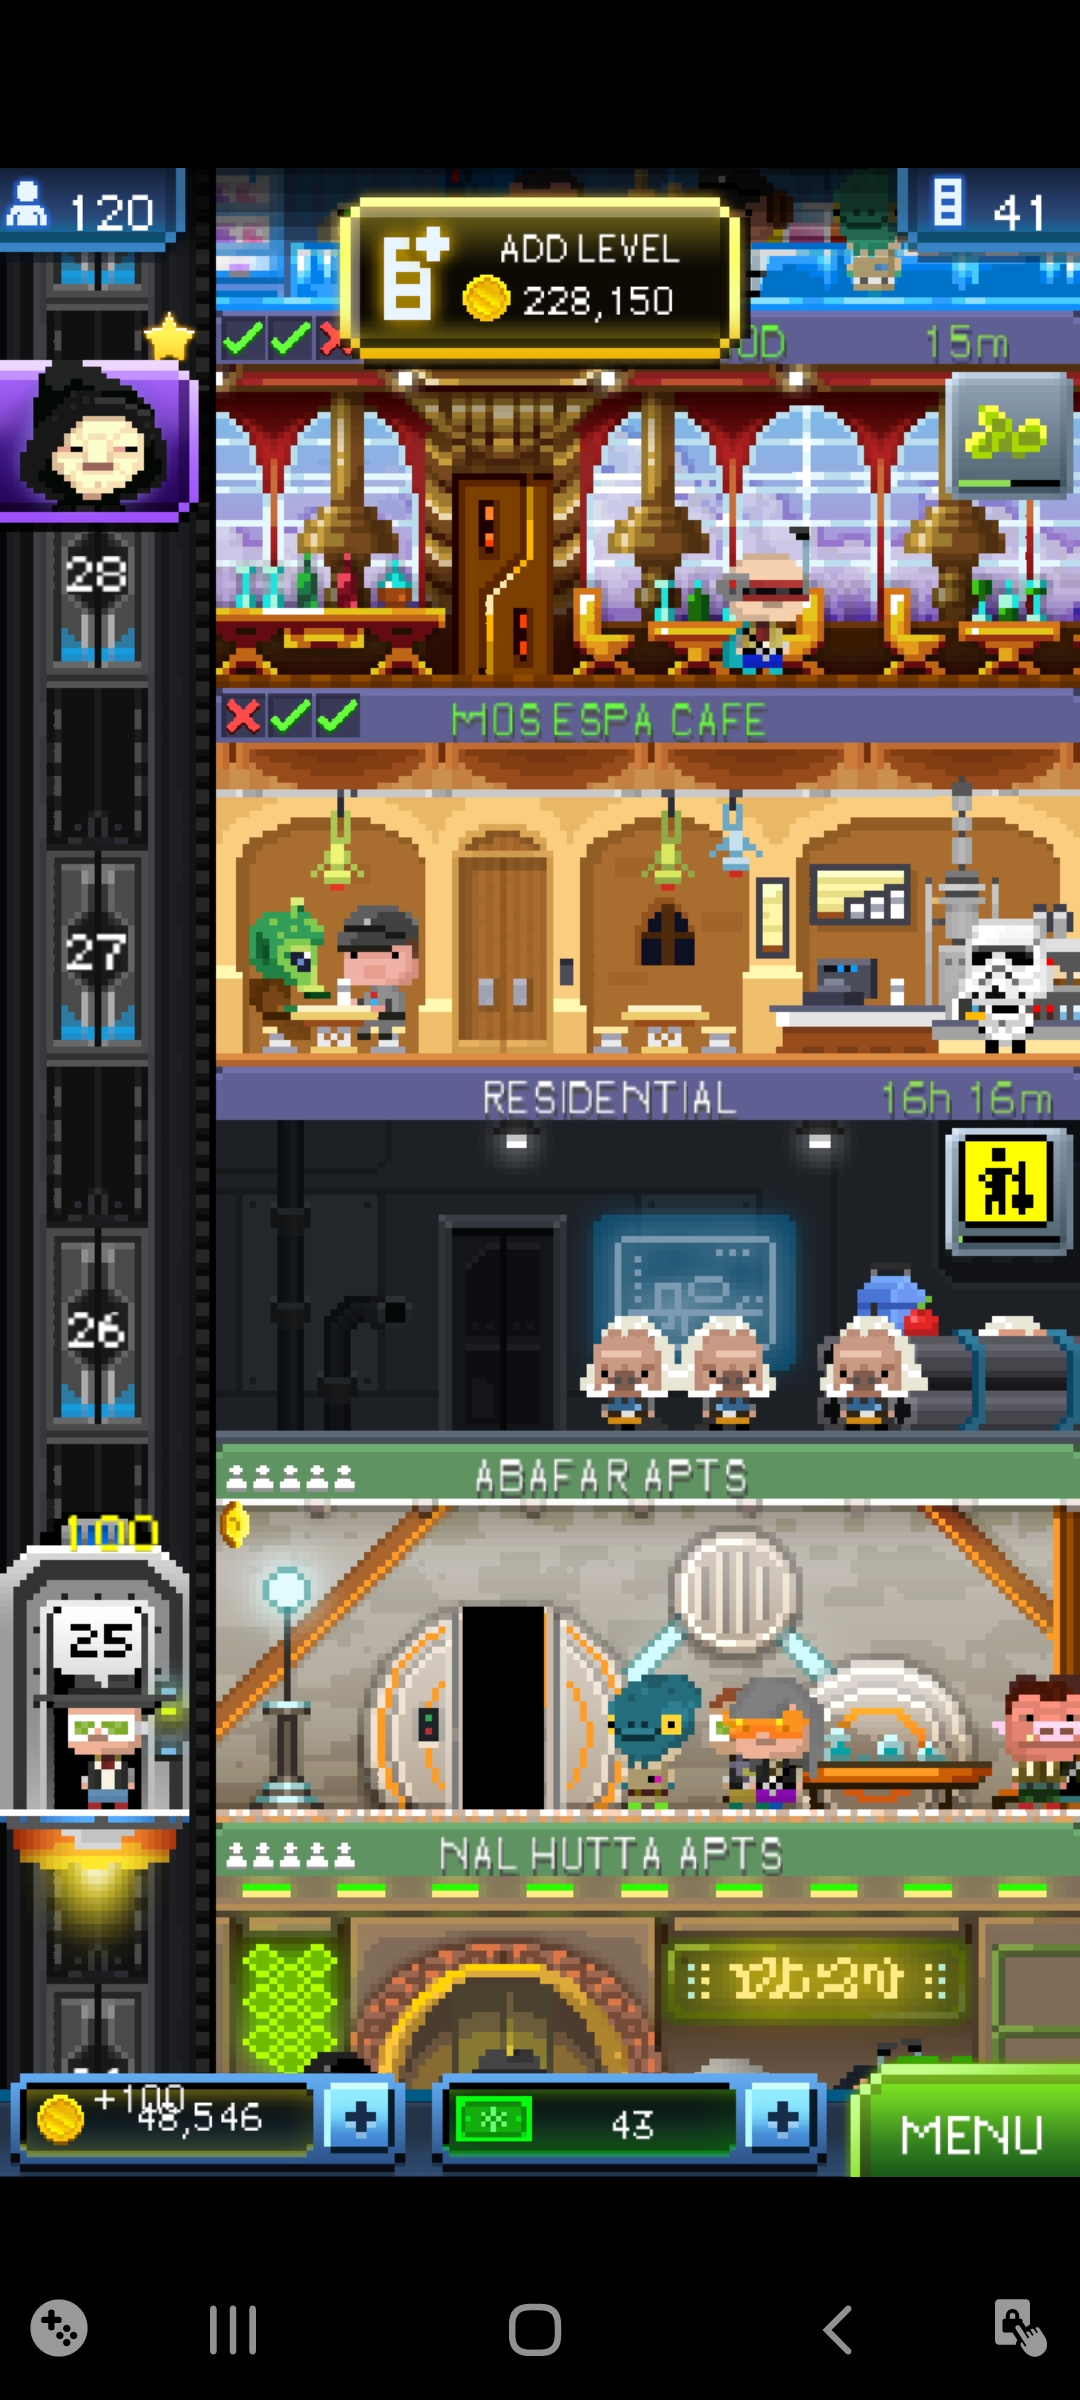 120
ADD LEVEL
228,150
41
OD
15m
28
MOS ESPA CAFE
27
RESIDENTIAL
16h 16m
26
ABAFAR APTS
100
25
NAL HUTTA APTS
+100
48,546
43
MENU